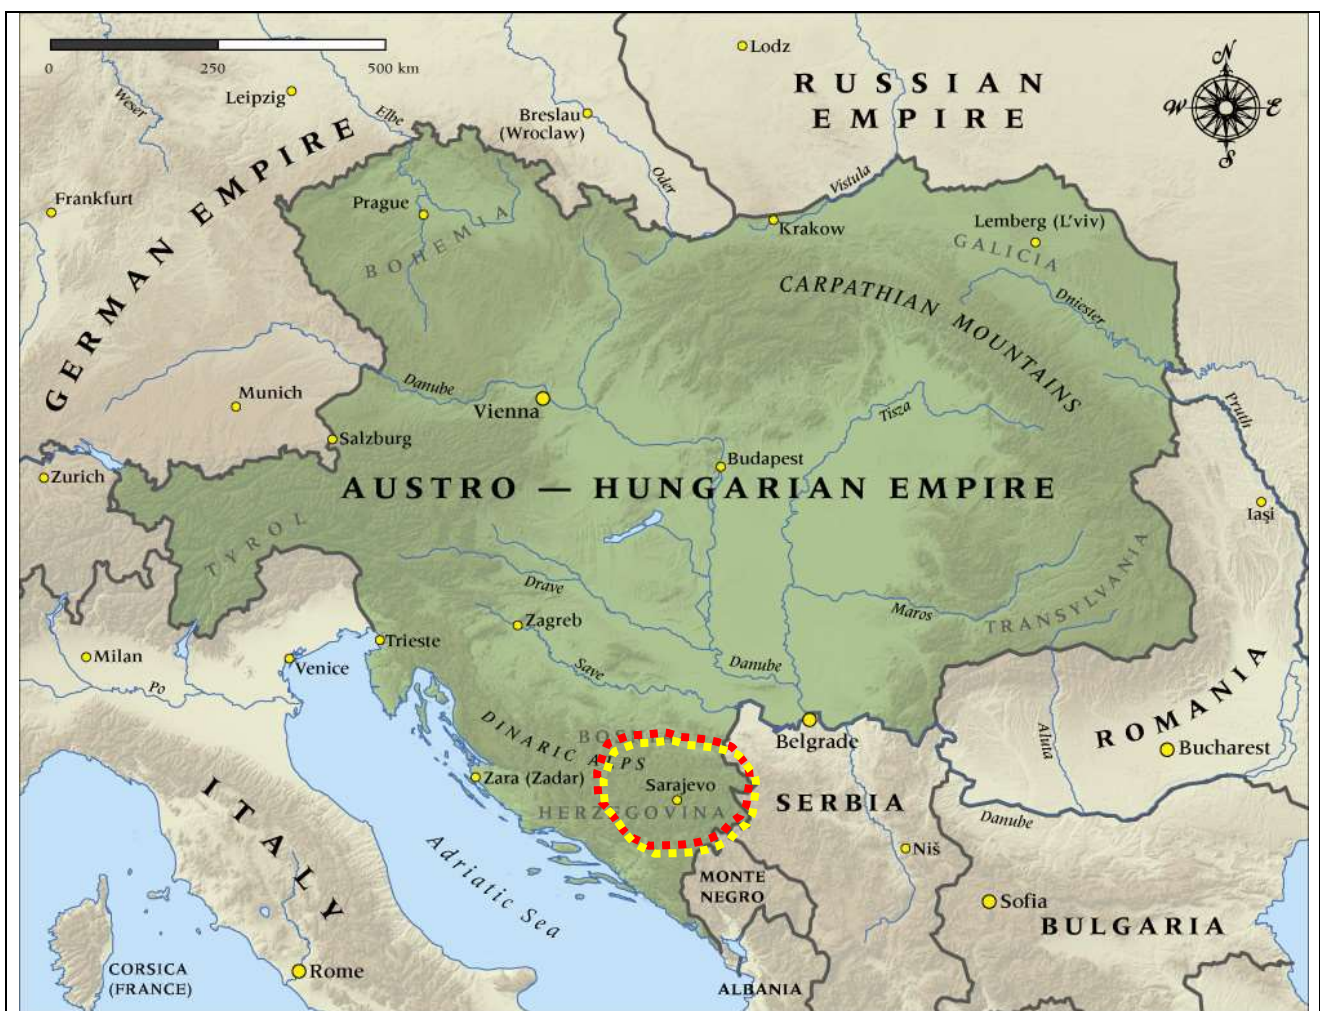 0 250 500 km
Lodz
RUSSIAN
EMPIRE
N
W E
S
Weser
Leipzig
Elbe
Breslau
(Wroclaw)
Oder
GERMAN EMPIRE
Frankfurt
Prague
BOHEMIA
Vistula
Krakow
Lemberg (L'viv)
GALICIA
CARPATHIAN MOUNTAINS
Dniester
Danube
Munich
Vienna
Tisza
Pruth
Salzburg
Zurich
Budapest
AUSTRO — HUNGARIAN EMPIRE
Iaşi
TYROL
Drave
Maros
TRANSYLVANIA
Zagreb
Trieste
Milan
Venice
Po
Save
Danube
ROMANIA
DINARIC ALPS
Belgrade
Aluta
Bucharest
Zara (Zadar)
Sarajevo
HERZEGOVINA
SERBIA
Danube
ITALY
Adriatic Sea
Niš
MONTE
NEGRO
Sofia
BULGARIA
CORSICA
(FRANCE)
Rome
ALBANIA